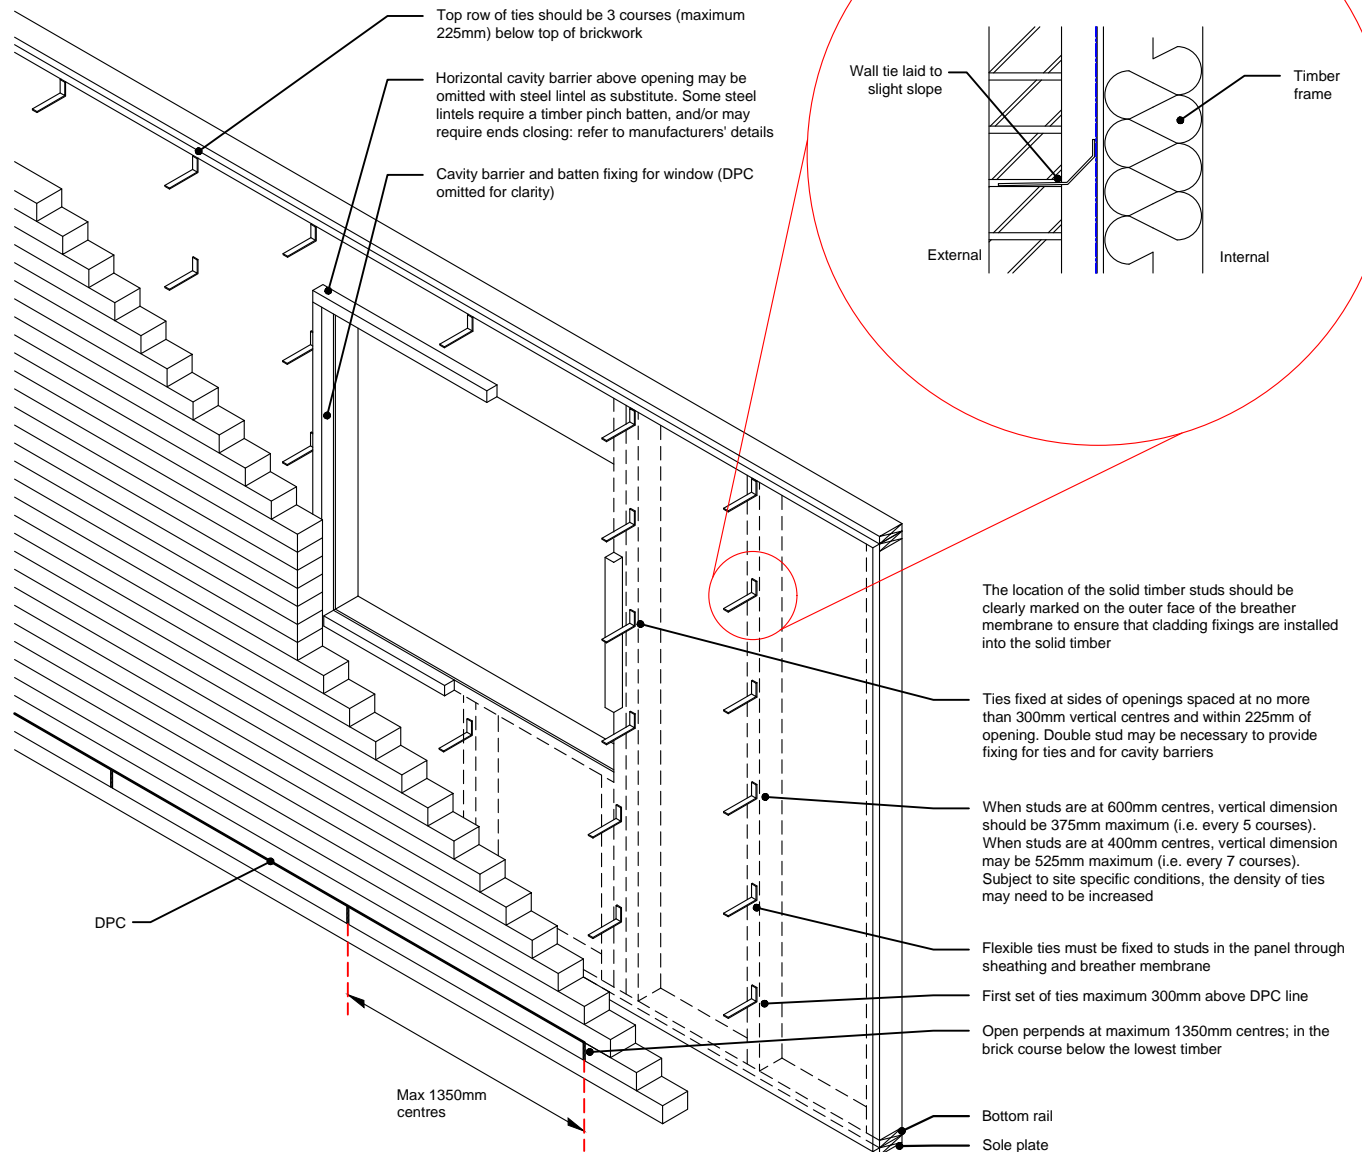 Top row of ties should be 3 courses (maximum
225mm) below top of brickwork
Horizontal cavity barrier above opening may be
omitted with steel lintel as substitute. Some steel
lintels require a timber pinch batten, and/or may
require ends closing: refer to manufacturers' details
Cavity barrier and batten fixing for window (DPC
omitted for clarity)
Wall tie laid to
slight slope
Timber
frame
External
Internal
The location of the solid timber studs should be
clearly marked on the outer face of the breather
membrane to ensure that cladding fixings are installed
into the solid timber
Ties fixed at sides of openings spaced at no more
than 300mm vertical centres and within 225mm of
opening. Double stud may be necessary to provide
fixing for ties and for cavity barriers
When studs are at 600mm centres, vertical dimension
should be 375mm maximum (i.e. every 5 courses).
When studs are at 400mm centres, vertical dimension
may be 525mm maximum (i.e. every 7 courses).
Subject to site specific conditions, the density of ties
may need to be increased
DPC
Flexible ties must be fixed to studs in the panel through
sheathing and breather membrane
First set of ties maximum 300mm above DPC line
Open perpends at maximum 1350mm centres; in the
brick course below the lowest timber
Max 1350mm
centres
Bottom rail
Sole plate